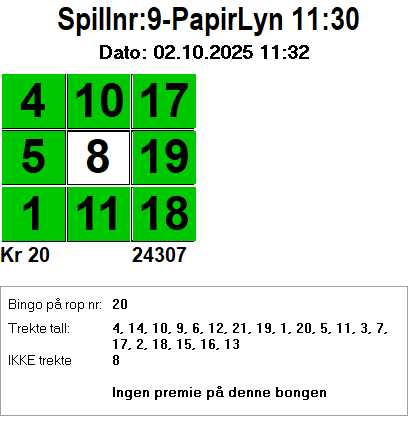 Spillnr:9-PapirLyn 11:30
Dato: 02.10.2025 11:32
4 10 17
5 8 19
1 11 18
Kr 20 24307
Bingo på rop nr: 20
Trekte tall: 4, 14, 10, 9, 6, 12, 21, 19, 1, 20, 5, 11, 3, 7,
17, 2, 18, 15, 16, 13
IKKE trekte 8
Ingen premie på denne bongen